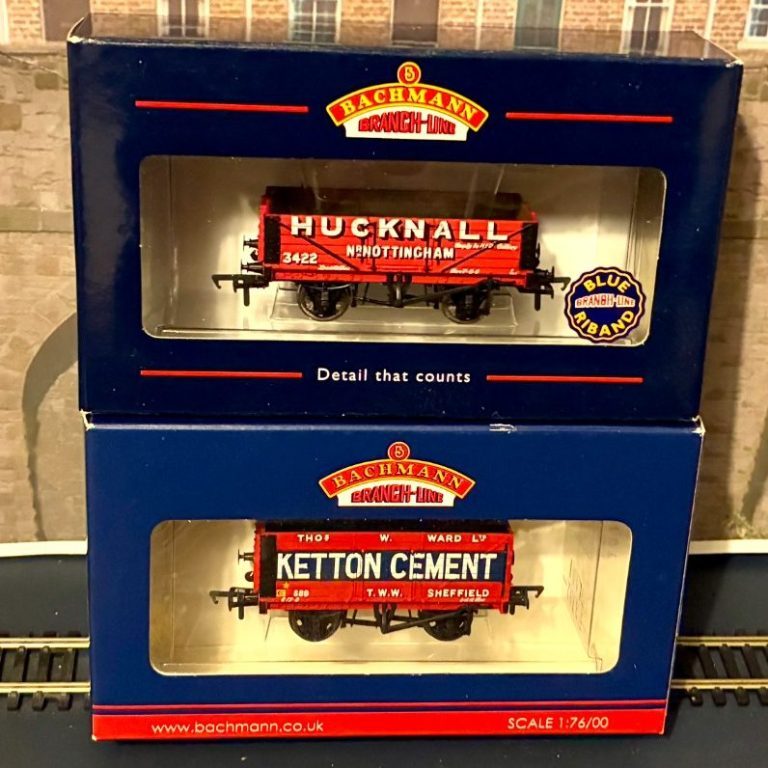 BACHMANN
BRANCH-LINE
HUCKNALL
NR NOTTINGHAM
3422
BLUE
BRANCH-LINE
RIBAND
Detail that counts
BACHMANN
BRANCH-LINE
THOS W. WARD LTD
KETTON CEMENT
T.W.W. SHEFFIELD
www.bachmann.co.uk
SCALE 1:76/00